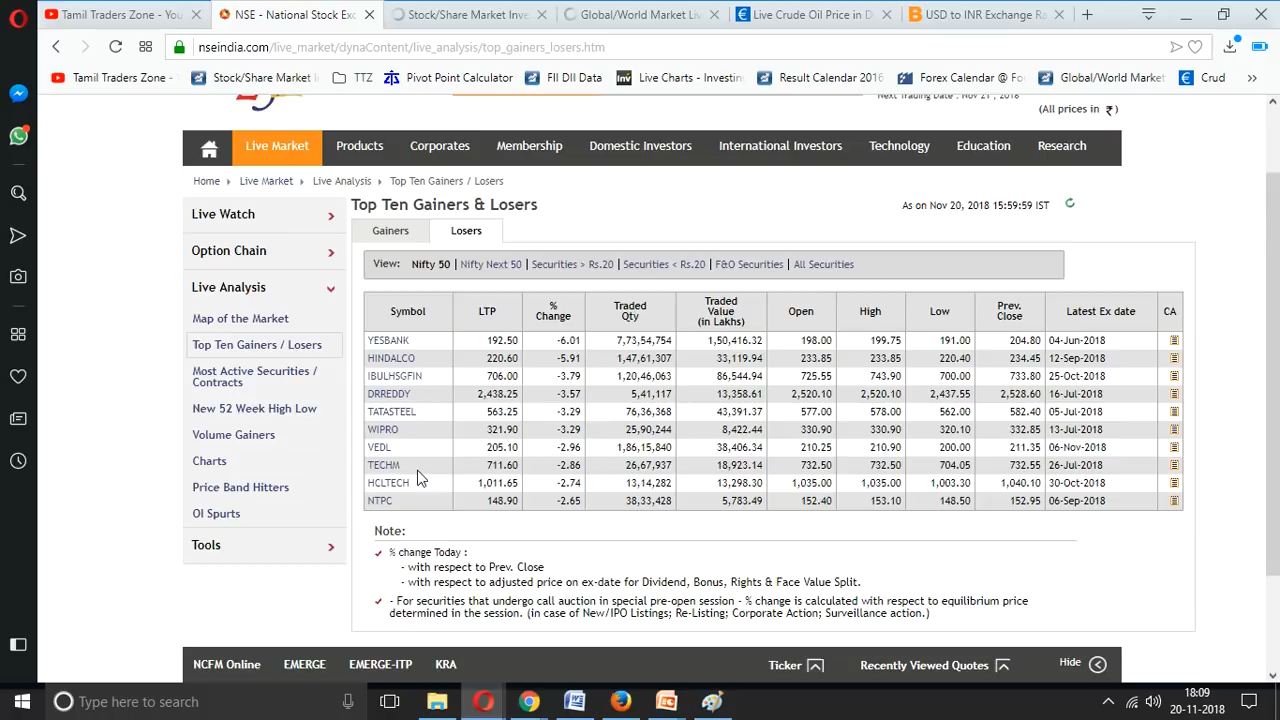 Tamil Traders Zone - You
NSE - National Stock Exc
Stock/Share Market Inve
Global/World Market Live
Live Crude Oil Price in D
USD to INR Exchange Ra
nseindia.com/live_market/dynaContent/live_analysis/top_gainers_losers.htm
Tamil Traders Zone -
Stock/Share Market
TTZ
Pivot Point Calculator
FII DII Data
Live Charts - Investing
Result Calendar 2016
Forex Calendar @ Fo
Global/World Market
Crud
Next Trading Date : Nov 21, 2018
(All prices in ₹)
Live Market Products Corporates Membership Domestic Investors International Investors Technology Education Research
Home Live Market Live Analysis Top Ten Gainers / Losers
Live Watch
Option Chain
Live Analysis
Map of the Market
Top Ten Gainers / Losers
Most Active Securities /
Contracts
New 52 Week High Low
Volume Gainers
Charts
Price Band Hitters
OI Spurts
Tools
Top Ten Gainers & Losers
As on Nov 20, 2018 15:59:59 IST
Gainers Losers
View: Nifty 50 | Nifty Next 50 | Securities > Rs.20 | Securities < Rs.20 | F&O Securities | All Securities
Symbol LTP % Change Traded Qty Traded Value (in Lakhs) Open High Low Prev. Close Latest Ex date CA
YESBANK 192.50 -6.01 7,73,54,754 1,50,416.32 198.00 199.75 191.00 204.80 04-Jun-2018
HINDALCO 220.60 -5.91 1,47,61,307 33,119.94 233.85 233.85 220.40 234.45 12-Sep-2018
IBULHSGFIN 706.00 -3.79 1,20,46,063 86,544.94 725.55 743.90 700.00 733.80 25-Oct-2018
DRREDDY 2,438.25 -3.57 5,41,117 13,358.61 2,520.10 2,520.10 2,437.55 2,528.60 16-Jul-2018
TATASTEEL 563.25 -3.29 76,36,368 43,391.37 577.00 578.00 562.00 582.40 05-Jul-2018
WIPRO 321.90 -3.29 25,90,244 8,422.44 330.90 330.90 320.10 332.85 13-Jul-2018
VEDL 205.10 -2.96 1,86,15,840 38,406.34 210.25 210.90 200.00 211.35 06-Nov-2018
TECHM 711.60 -2.86 26,67,937 18,923.14 732.50 732.50 704.05 732.55 26-Jul-2018
HCLTECH 1,011.65 -2.74 13,14,282 13,298.30 1,035.00 1,035.00 1,003.30 1,040.10 30-Oct-2018
NTPC 148.90 -2.65 38,33,428 5,783.49 152.40 153.10 148.50 152.95 06-Sep-2018
Note:
% change Today :
- with respect to Prev. Close
- with respect to adjusted price on ex-date for Dividend, Bonus, Rights & Face Value Split.
- For securities that undergo call auction in special pre-open session - % change is calculated with respect to equilibrium price
determined in the session. (in case of New/IPO Listings; Re-Listing; Corporate Action; Surveillance action.)
NCFM Online EMERGE EMERGE-ITP KRA Ticker Recently Viewed Quotes Hide
Type here to search
18:09
20-11-2018